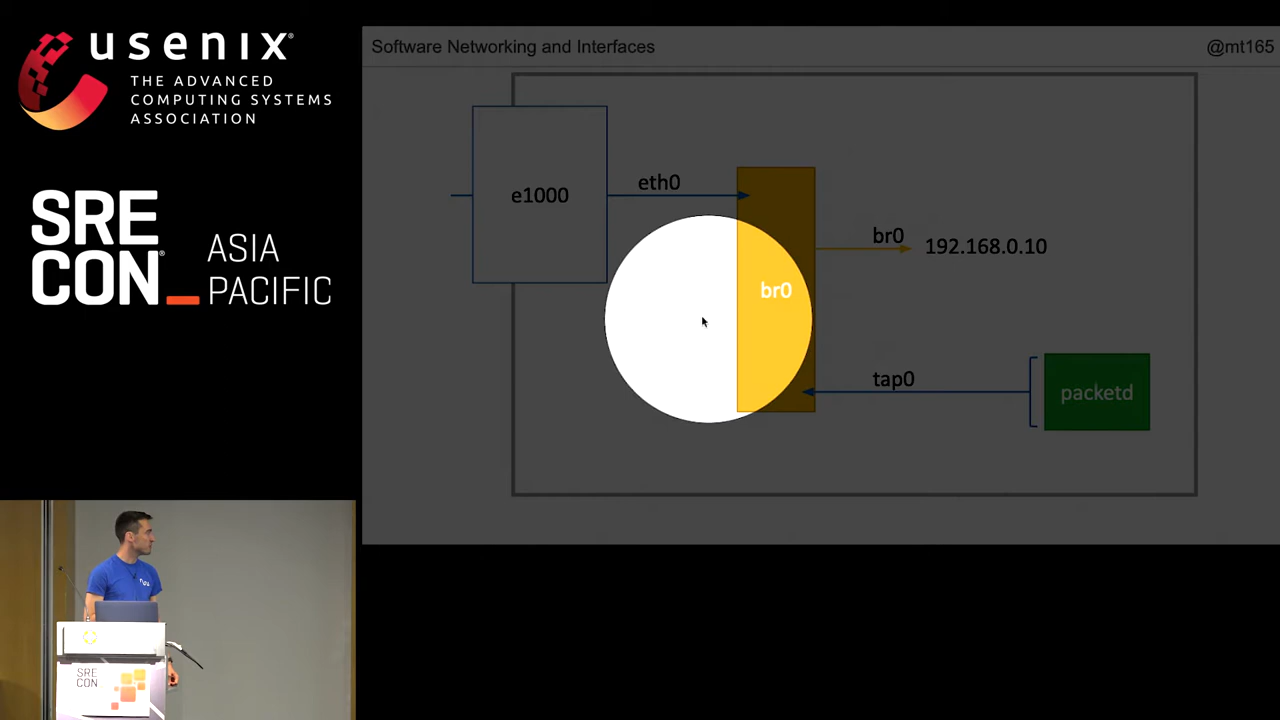 usenix®
THE ADVANCED
COMPUTING SYSTEMS
ASSOCIATION
SRE
CON®
ASIA
PACIFIC
Software Networking and Interfaces
@mt165
e1000
eth0
br0
192.168.0.10
br0
tap0
packetd
SRE
CON